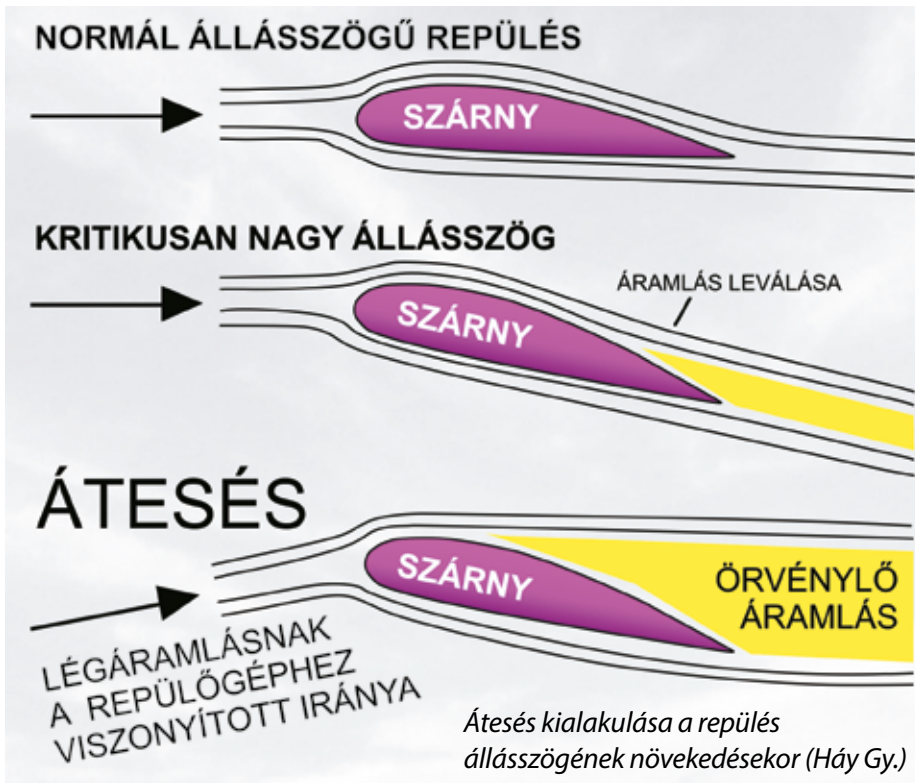 NORMÁL ÁLLÁSSZÖGŰ REPÜLÉS
SZÁRNY
KRITIKUSAN NAGY ÁLLÁSSZÖG
ÁRAMLÁS LEVÁLÁSA
SZÁRNY
ÁTESÉS
SZÁRNY
ÖRVÉNYLŐ
ÁRAMLÁS
LÉGÁRAMLÁSNAK
A REPÜLŐGÉPHEZ
VISZONYÍTOTT IRÁNYA
Átesés kialakulása a repülés
állásszögének növekedésekor (Háy Gy.)